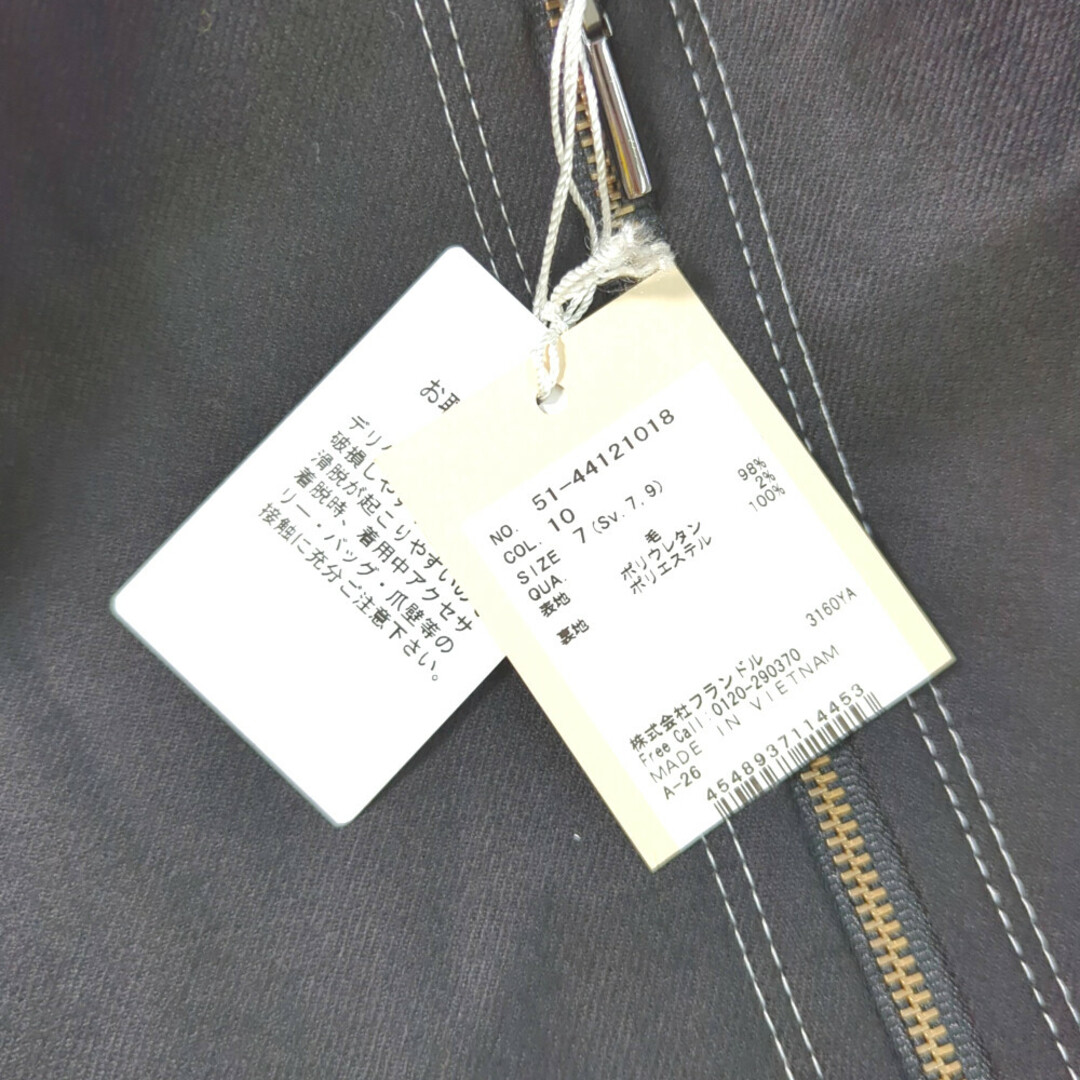 お
デリ
破損しやす
滑脱が起こりやすい
着脱時、着用中アクセサ
リー・バッグ・爪壁等の
接触に充分ご注意下さい。
NO. 51-44121018
COL. 10
SIZE 7 (Sv. 7. 9)
QUA.
表地 毛 98%
ポリウレタン 2%
裏地 ポリエステル 100%
3160YA
株式会社フランドル
Free Call:0120-290370
MADE IN VIETNAM
A-26
4548937114453